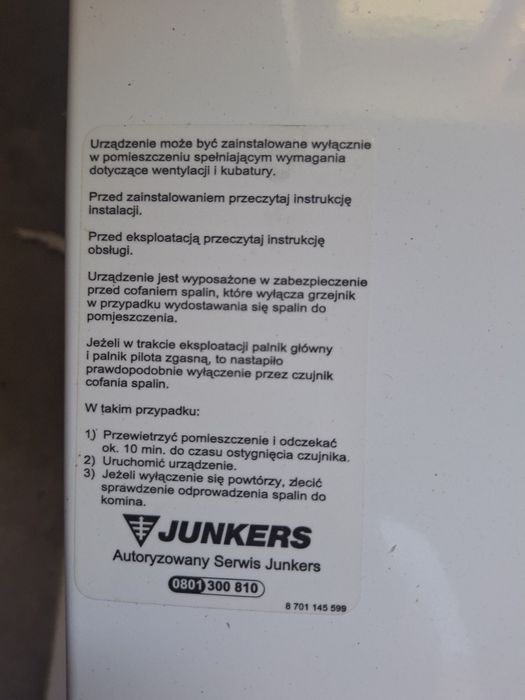 Urządzenie może być zainstalowane wyłącznie
w pomieszczeniu spełniającym wymagania
dotyczące wentylacji i kubatury.
Przed zainstalowaniem przeczytaj instrukcję
instalacji.
Przed eksploatacją przeczytaj instrukcję
obsługi.
Urządzenie jest wyposażone w zabezpieczenie
przed cofaniem spalin, które wyłącza grzejnik
w przypadku wydostawania się spalin do
pomjeszczenia.
Jeżeli w trakcie eksploatacji palnik główny
i palnik pilota zgasną, to nastąpiło
prawdopodobnie wyłączenie przez czujnik
cofania spalin.
W takim przypadku:
1) Przewietrzyć pomieszczenie i odczekać
ok. 10 min. do czasu ostygnięcia czujnika.
2) Uruchomić urządzenie.
3) Jeżeli wyłączenie się powtórzy, zlecić
sprawdzenie odprowadzenia spalin do
komina.
JUNKERS
Autoryzowany Serwis Junkers
0801 300 810
8 701 145 599